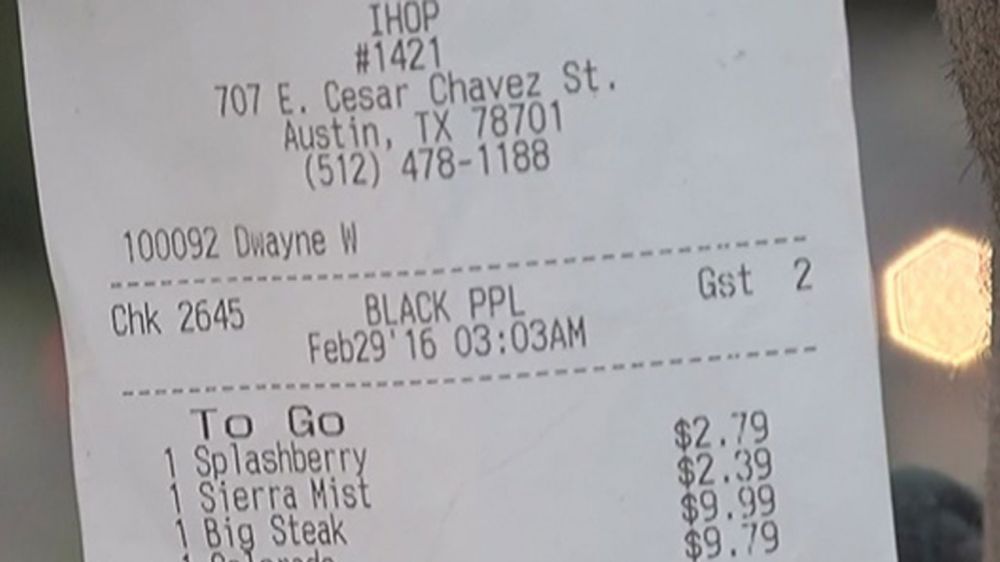 IHOP
#1421
707 E. Cesar Chavez St.
Austin, TX 78701
(512) 478-1188
100092 Dwayne W
Chk 2645 BLACK PPL Gst 2
Feb29'16 03:03AM
To Go
1 Splashberry $2.79
1 Sierra Mist $2.39
1 Big Steak $9.99
1 $9.79